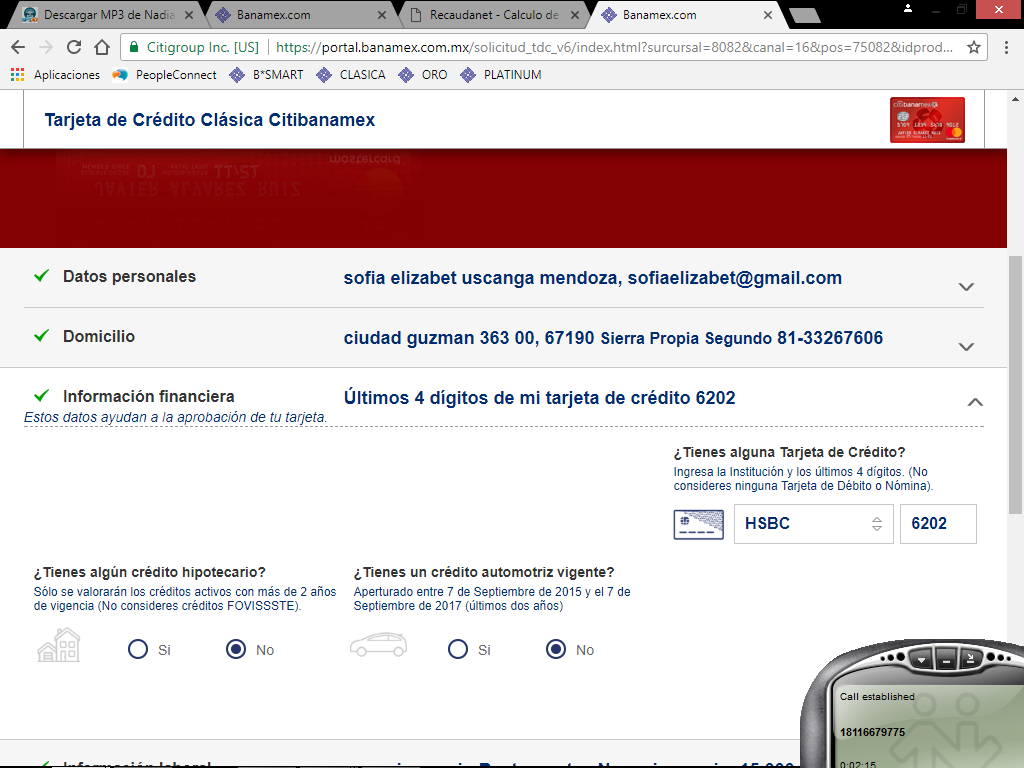 Descargar MP3 de Nadia
Banamex.com
Recaudanet - Calculo de
Banamex.com
Citigroup Inc. [US]
https://portal.banamex.com.mx/solicitud_tdc_v6/index.html?sursursal=8082&canal=16&pos=75082&idprod...
Aplicaciones
PeopleConnect
B*SMART
CLASICA
ORO
PLATINUM
Tarjeta de Crédito Clásica Citibanamex
citibanamex
mastercard
JAVIER ALVAREZ RUIZ
Datos personales
sofia elizabet uscanga mendoza, sofiaelizabet@gmail.com
Domicilio
ciudad guzman 363 00, 67190 Sierra Propia Segundo 81-33267606
Información financiera
Últimos 4 dígitos de mi tarjeta de crédito 6202
Estos datos ayudan a la aprobación de tu tarjeta.
¿Tienes alguna Tarjeta de Crédito?
Ingresa la Institución y los últimos 4 dígitos. (No
consideres ninguna Tarjeta de Débito o Nómina).
HSBC
6202
¿Tienes algún crédito hipotecario?
Sólo se valorarán los créditos activos con más de 2 años
de vigencia (No consideres créditos FOVISSSTE).
Si
No
¿Tienes un crédito automotriz vigente?
Aperturado entre 7 de Septiembre de 2015 y el 7 de
Septiembre de 2017 (últimos dos años)
Si
No
Call established
18116679775
0:02:15
Información laboral